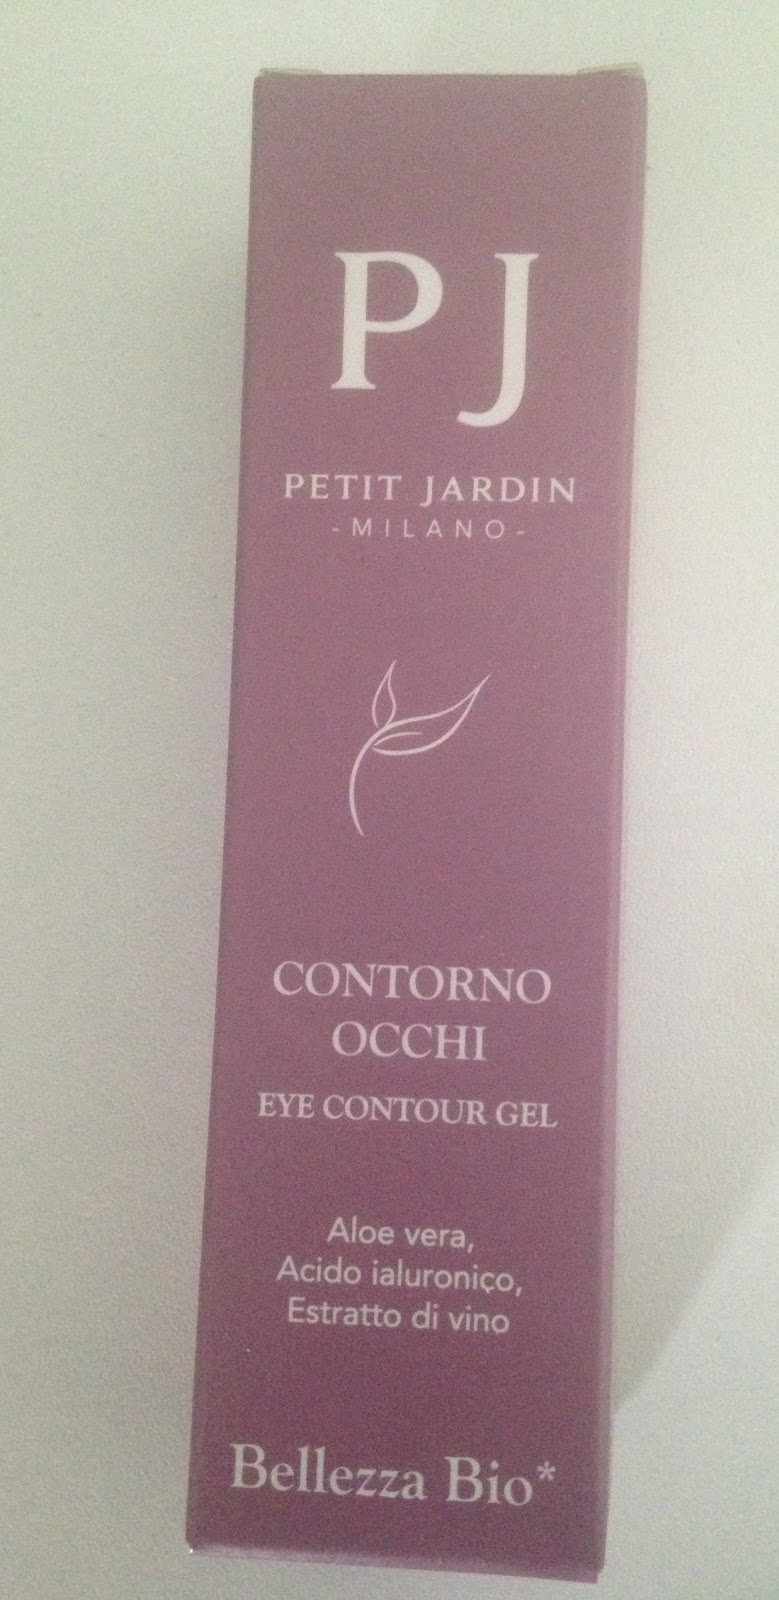 PJ
PETIT JARDIN
-MILANO-
CONTORNO
OCCHI
EYE CONTOUR GEL
Aloe vera,
Acido ialuronico,
Estratto di vino
Bellezza Bio*